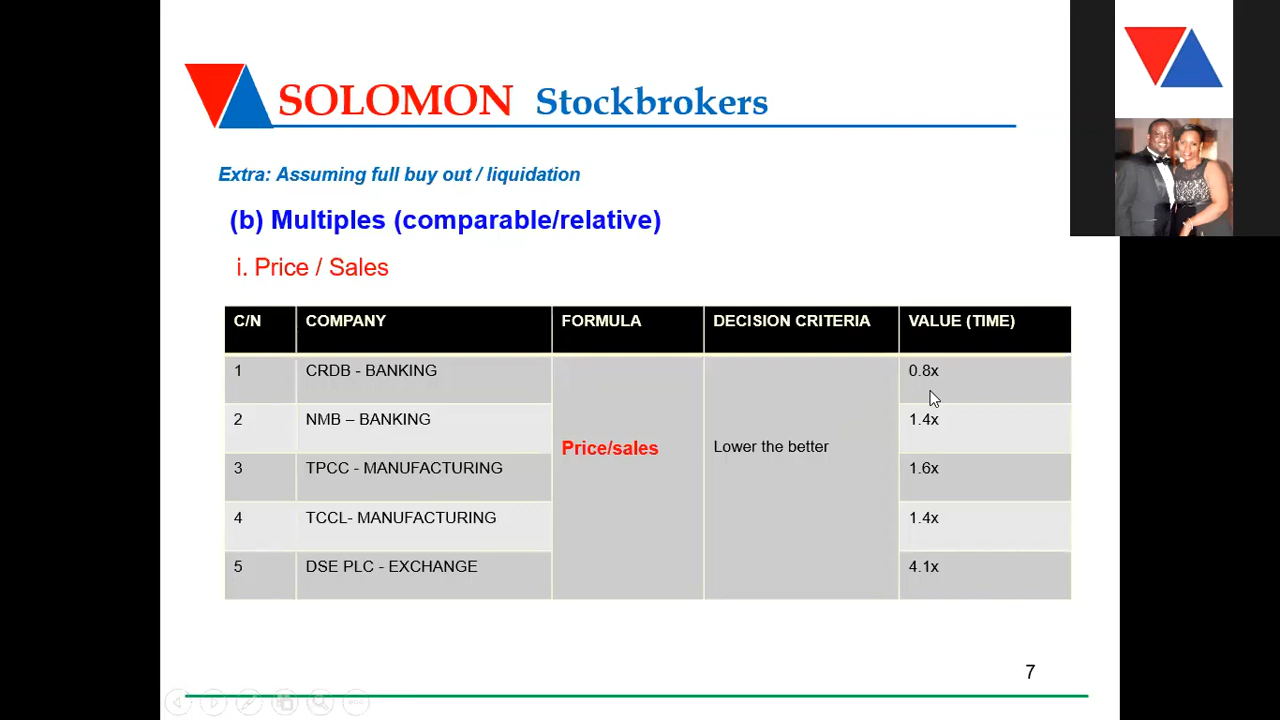 SOLOMON Stockbrokers
Extra: Assuming full buy out / liquidation
(b) Multiples (comparable/relative)
i. Price / Sales
C/N COMPANY FORMULA DECISION CRITERIA VALUE (TIME)
1 CRDB - BANKING 0.8x
2 NMB – BANKING 1.4x
Price/sales Lower the better
3 TPCC - MANUFACTURING 1.6x
4 TCCL- MANUFACTURING 1.4x
5 DSE PLC - EXCHANGE 4.1x
7